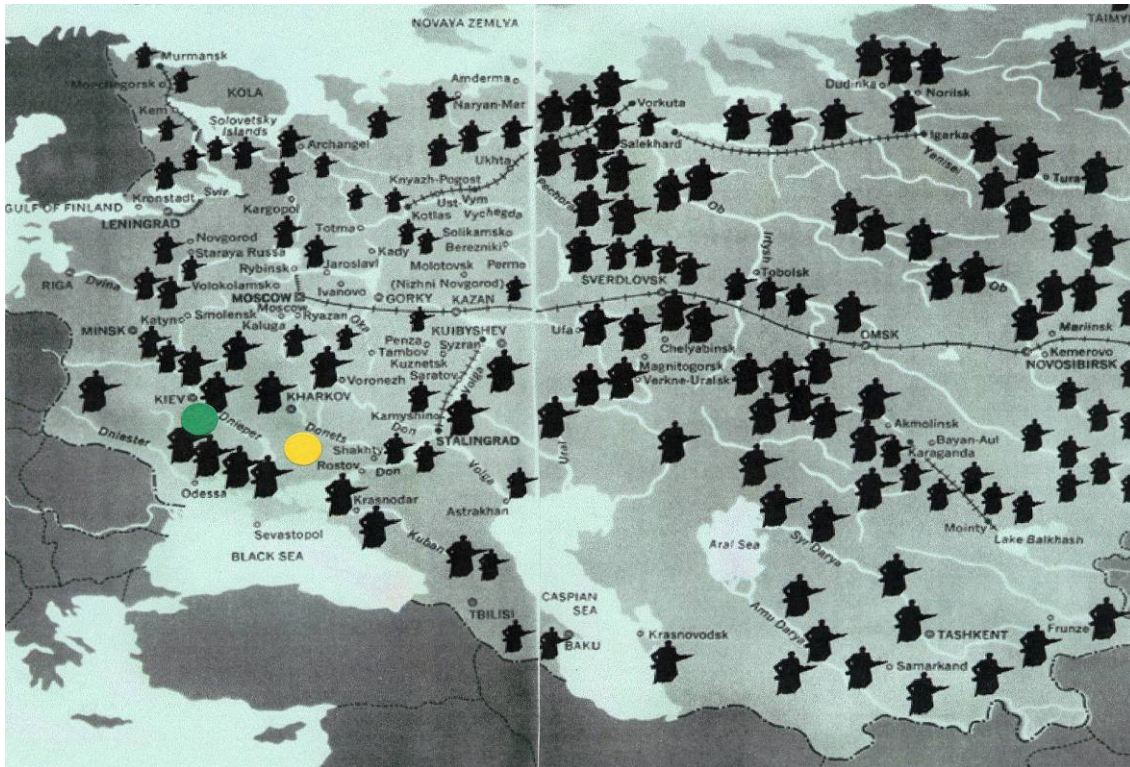 NOVAYA ZEMLYA
TAIMY
Murmansk
Monchegorsk
KOLA
Amderma
Naryan-Mar
Dudinka
Norilsk
Kem
Solovetsky
Islands
Vorkuta
Archangel
Salekhard
Igarka
Ukhta
Yenisei
Knyazh-Pogost
Ust-Vym
Tura
Kronstadt
Svir
GULF OF FINLAND
LENINGRAD
Kargopol
Kotlas
Vychegda
Pechora
Ob
Totma
Solikamsk
Novgorod
Staraya Russa
Kady
Berezniki
Irtysh
Rybinsk
Jaroslavl
Molotovsk
Perm
Tobolsk
RIGA
Dvina
Volokolamsk
Ivanovo
(Nizhni Novgorod)
SVERDLOVSK
Ob
MOSCOW
GORKY
KAZAN
Moscow
Katyn
Smolensk
Ryazan
Oka
MINSK
Kaluga
KUIBYSHEV
Ufa
OMSK
Mariinsk
Penza
Syzran
Chelyabinsk
Kemerovo
Tambov
Kuznetsk
Magnitogorsk
NOVOSIBIRSK
Saratov
Volga
Verkne-Uralsk
Voronezh
KIEV
KHARKOV
Kamyshin
Dnieper
Don
Akmolinsk
Dniester
Donets
STALINGRAD
Bayan-Aul
Shakhty
Ural
Karaganda
Rostov
Don
Volga
Odessa
Krasnodar
Astrakhan
Sevastopol
Mointy
Kuban
Aral Sea
Syr Darya
Lake Balkhash
BLACK SEA
CASPIAN
SEA
TBILISI
Amu Darya
Frunze
BAKU
Krasnovodsk
TASHKENT
Samarkand